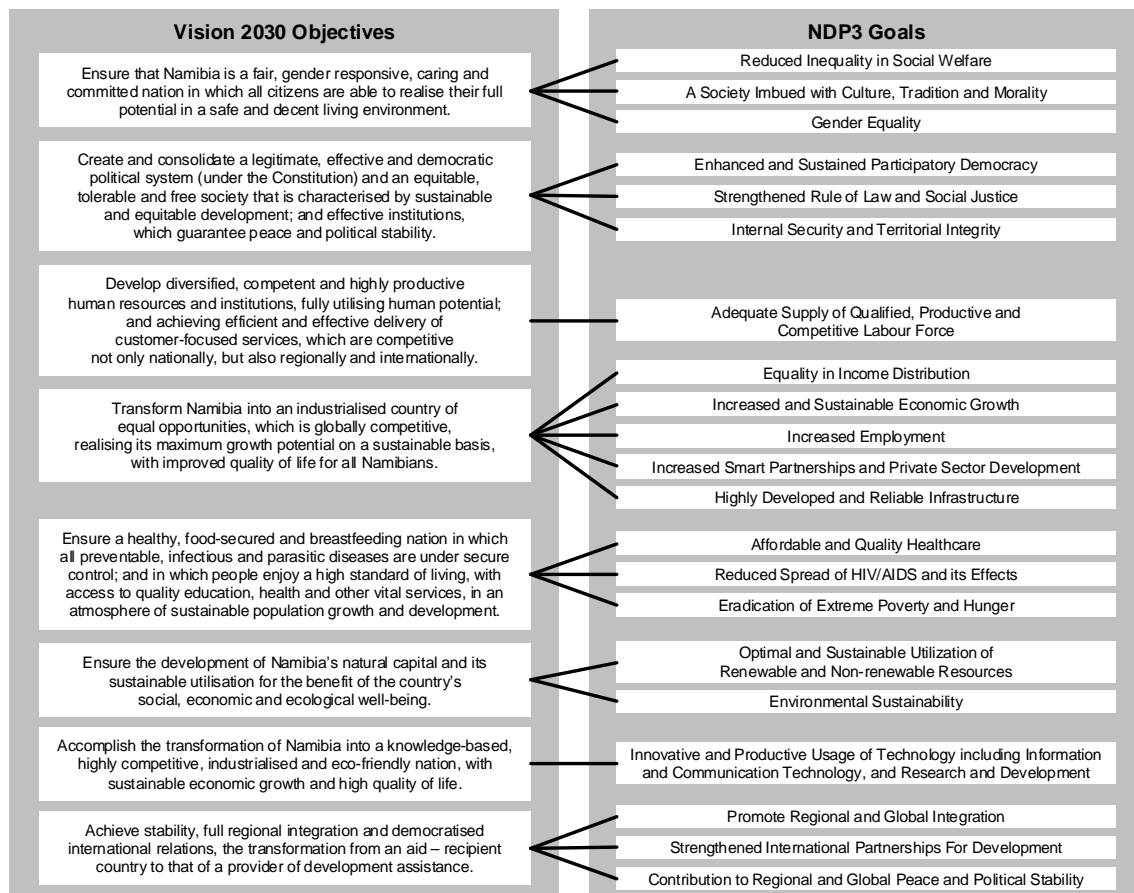 Vision 2030 Objectives
NDP3 Goals
Ensure that Namibia is a fair, gender responsive, caring and
committed nation in which all citizens are able to realise their full
potential in a safe and decent living environment.
Reduced Inequality in Social Welfare
A Society Imbued with Culture, Tradition and Morality
Gender Equality
Create and consolidate a legitimate, effective and democratic
political system (under the Constitution) and an equitable,
tolerable and free society that is characterised by sustainable
and equitable development; and effective institutions,
which guarantee peace and political stability.
Enhanced and Sustained Participatory Democracy
Strengthened Rule of Law and Social Justice
Internal Security and Territorial Integrity
Develop diversified, competent and highly productive
human resources and institutions, fully utilising human potential;
and achieving efficient and effective delivery of
customer-focused services, which are competitive
not only nationally, but also regionally and internationally.
Adequate Supply of Qualified, Productive and
Competitive Labour Force
Transform Namibia into an industrialised country of
equal opportunities, which is globally competitive,
realising its maximum growth potential on a sustainable basis,
with improved quality of life for all Namibians.
Equality in Income Distribution
Increased and Sustainable Economic Growth
Increased Employment
Increased Smart Partnerships and Private Sector Development
Highly Developed and Reliable Infrastructure
Ensure a healthy, food-secured and breastfeeding nation in which
all preventable, infectious and parasitic diseases are under secure
control; and in which people enjoy a high standard of living, with
access to quality education, health and other vital services, in an
atmosphere of sustainable population growth and development.
Affordable and Quality Healthcare
Reduced Spread of HIV/AIDS and its Effects
Eradication of Extreme Poverty and Hunger
Ensure the development of Namibia's natural capital and its
sustainable utilisation for the benefit of the country's
social, economic and ecological well-being.
Optimal and Sustainable Utilization of
Renewable and Non-renewable Resources
Environmental Sustainability
Accomplish the transformation of Namibia into a knowledge-based,
highly competitive, industrialised and eco-friendly nation, with
sustainable economic growth and high quality of life.
Innovative and Productive Usage of Technology including Information
and Communication Technology, and Research and Development
Achieve stability, full regional integration and democratised
international relations, the transformation from an aid – recipient
country to that of a provider of development assistance.
Promote Regional and Global Integration
Strengthened International Partnerships For Development
Contribution to Regional and Global Peace and Political Stability